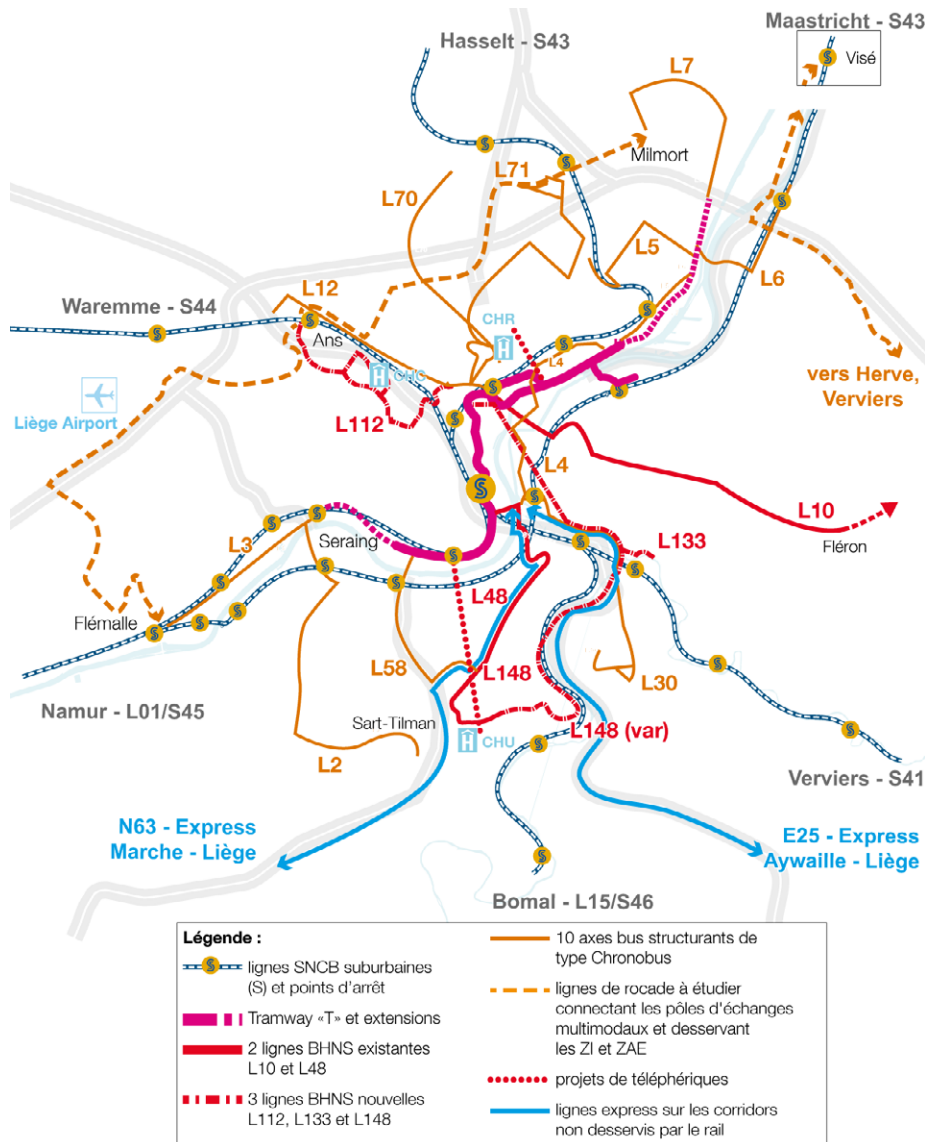 Maastricht - S43
Hasselt - S43
S Visé
L7
S
S
Milmort
L71
L70
S
L5
L6
Waremme - S44
L12
S
S
Ans
CHR
H
S
S
L4
vers Herve,
Verviers
H CHC
S
S
Liège Airport
L112
S
L4
S
S
L10
Fléron
S
Seraing
S
S
S
L133
S
L3
S
S
S
L48
Flémalle
S
S
S
L58
L148
L30
S
Namur - L01/S45
Sart-Tilman
H CHU
L148 (var)
S
S
L2
Verviers - S41
N63 - Express
Marche - Liège
E25 - Express
Aywaille - Liège
S
Bomal - L15/S46
Légende :
S lignes SNCB suburbaines
(S) et points d'arrêt
Tramway «T» et extensions
2 lignes BHNS existantes
L10 et L48
3 lignes BHNS nouvelles
L112, L133 et L148
10 axes bus structurants de
type Chronobus
lignes de rocade à étudier
connectant les pôles d'échanges
multimodaux et desservant
les ZI et ZAE
projets de téléphériques
lignes express sur les corridors
non desservis par le rail